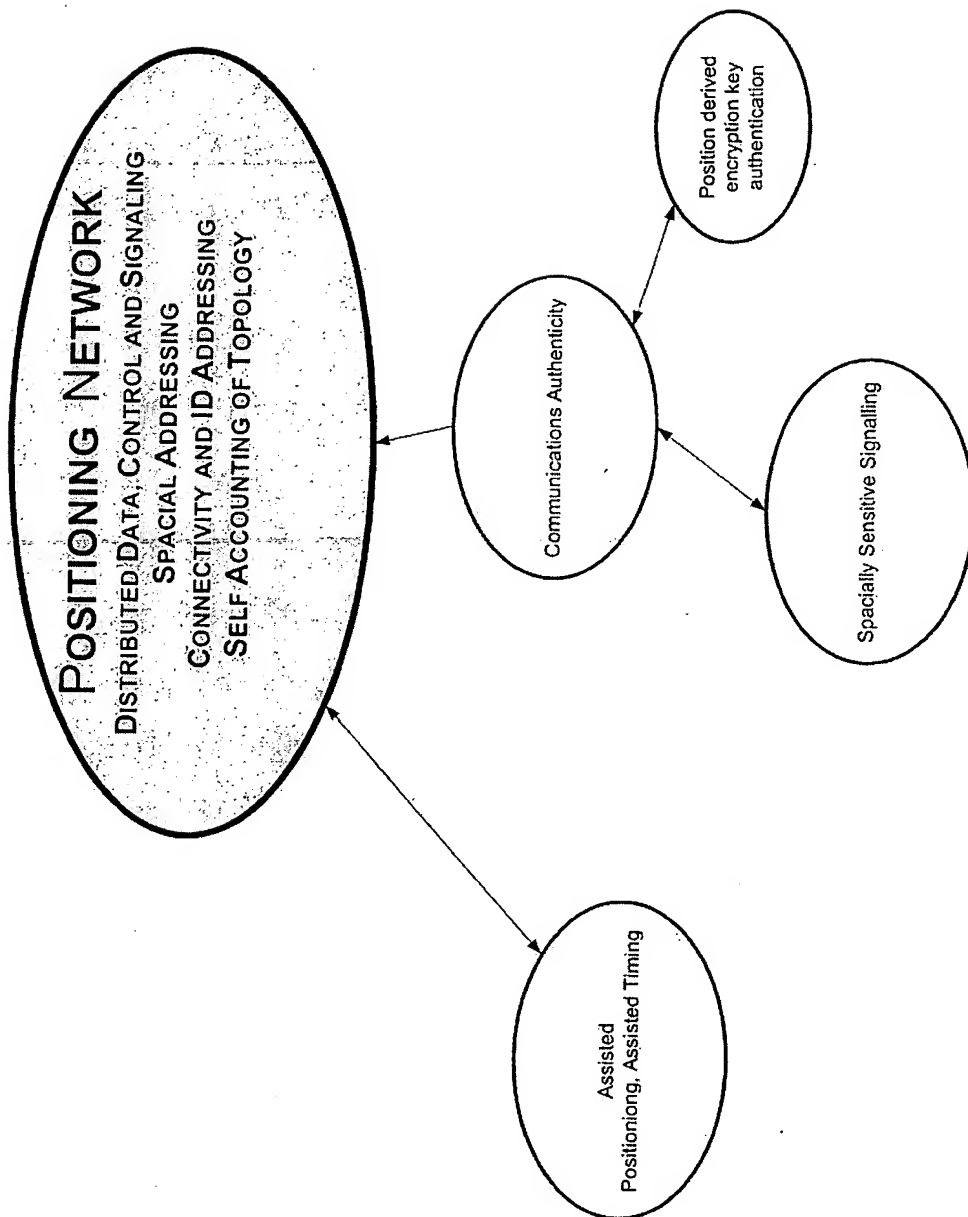 POSITIONING NETWORK
DISTRIBUTED DATA, CONTROL AND SIGNALING
SPACIAL ADDRESSING
CONNECTIVITY AND ID ADDRESSING
SELF ACCOUNTING OF TOPOLOGY
Assisted
Positioniong, Assisted Timing
Communications Authenticity
Spacially Sensitive Signalling
Position derived
encryption key
authentication